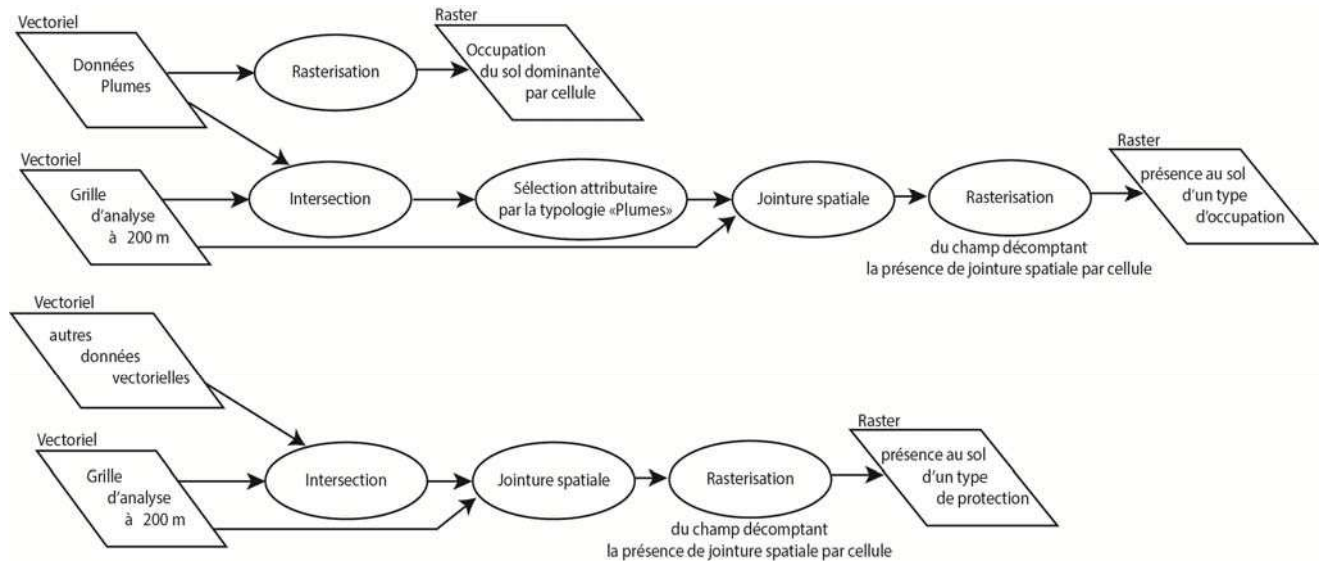 Vectoriel
Données
Plumes
Rasterisation
Raster
Occupation
du sol dominante
par cellule
Vectoriel
Grille
d'analyse
à 200 m
Intersection
Sélection attributaire
par la typologie «Plumes»
Jointure spatiale
Rasterisation
du champ décomptant
la présence de jointure spatiale par cellule
Raster
présence au sol
d'un type
d'occupation
Vectoriel
autres
données
vectorielles
Vectoriel
Grille
d'analyse
à 200 m
Intersection
Jointure spatiale
Rasterisation
du champ décomptant
la présence de jointure spatiale par cellule
Raster
présence au sol
d'un type
de protection